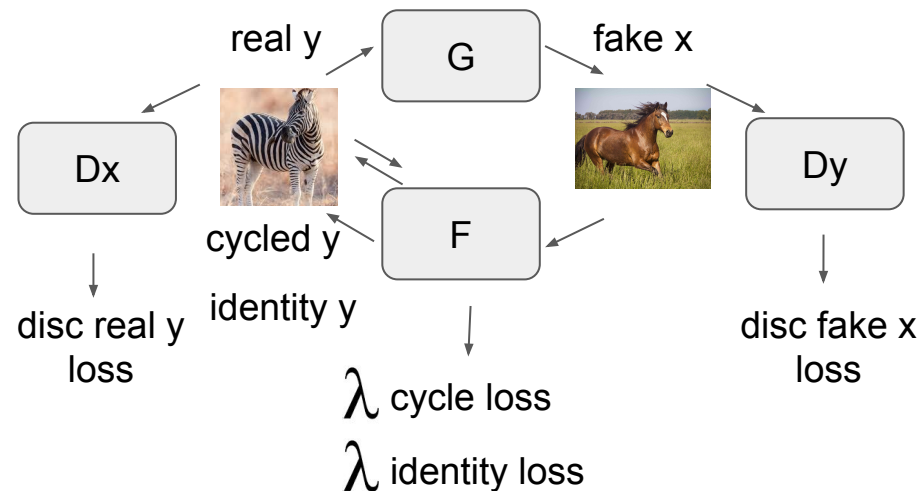 real y
G
fake x
Dx
Dy
F
cycled y
identity y
disc real y
loss
disc fake x
loss
λ cycle loss
λ identity loss